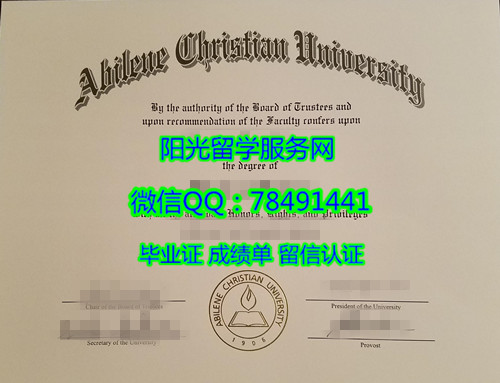 Abilene Christian University
By the authority of the Board of Trustees and
upon recommendation of the Faculty confers upon
阳光留学服务网
the degree of
微信QQ：78491441
Honors, Rights, and Privileges
毕业证 成绩单 留信认证
ABILENE CHRISTIAN UNIVERSITY
1906
President of the University
Secretary of the University
Provost